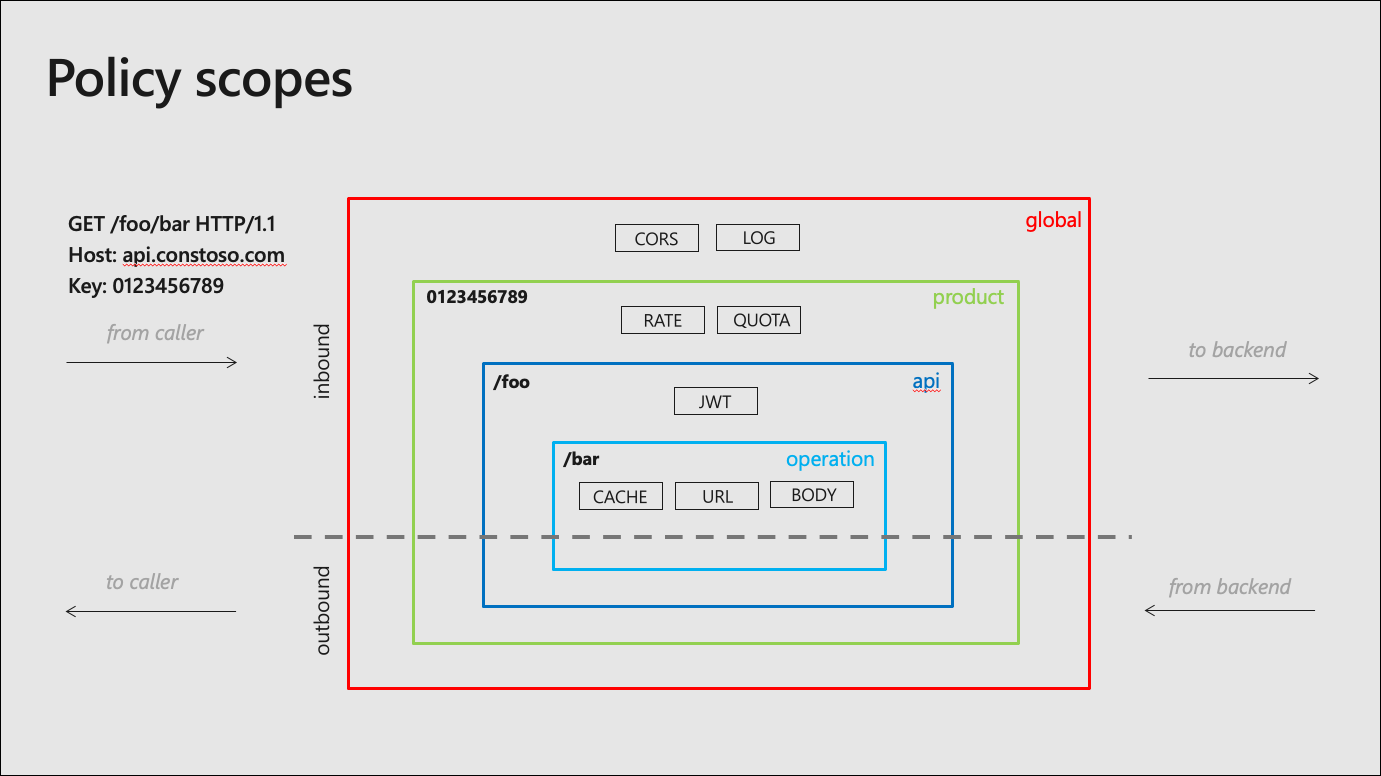 Policy scopes
GET /foo/bar HTTP/1.1
Host: api.constoso.com
Key: 0123456789
from caller
inbound
global
CORS
LOG
0123456789
product
RATE
QUOTA
/foo
api
JWT
/bar
operation
CACHE
URL
BODY
to backend
to caller
outbound
from backend